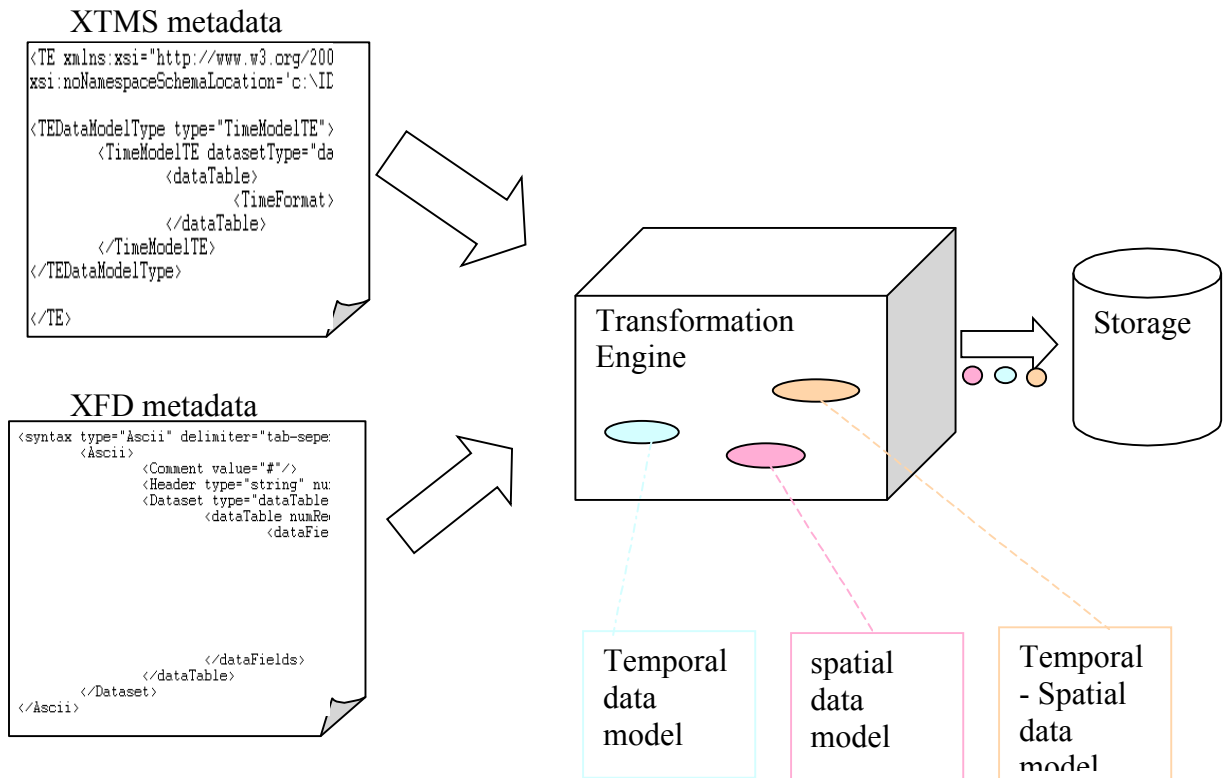 XTMS metadata
<TE xmlns:xsi="http://www.w3.org/200
xsi:noNamespaceSchemaLocation='c:\ID
<TEDataModelType type="TimeModelTE">
<TimeModelTE datasetType="da
<dataTable>
<TimeFormat>
</dataTable>
</TimeModelTE>
</TEDataModelType>
</TE>
XFD metadata
<syntax type="Ascii" delimiter="tab-sepe
<Ascii>
<Comment value="#"/>
<Header type="string" nu
<Dataset type="dataTable
<dataTable numRe
<dataFie
</dataFields>
</dataTable>
</Dataset>
</Ascii>
Transformation
Engine
Storage
Temporal
data
model
spatial
data
model
Temporal
- Spatial
data
model